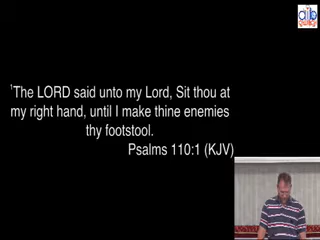 ¹The LORD said unto my Lord, Sit thou at
my right hand, until I make thine enemies
thy footstool.
Psalms 110:1 (KJV)